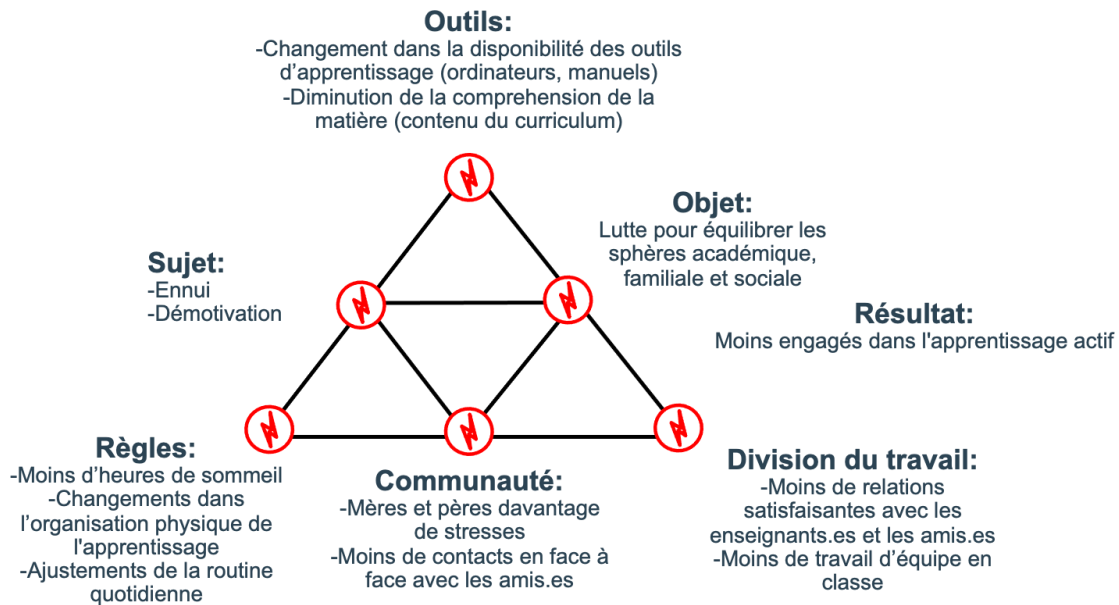 Outils:
-Changement dans la disponibilité des outils
d'apprentissage (ordinateurs, manuels)
-Diminution de la comprehension de la
matière (contenu du curriculum)
Objet:
Lutte pour équilibrer les
sphères académique,
familiale et sociale
Sujet:
-Ennui
-Démotivation
Résultat:
Moins engagés dans l'apprentissage actif
Règles:
-Moins d'heures de sommeil
-Changements dans
l'organisation physique de
l'apprentissage
-Ajustements de la routine
quotidienne
Communauté:
-Mères et pères davantage
de stresses
-Moins de contacts en face à
face avec les amis.es
Division du travail:
-Moins de relations
satisfaisantes avec les
enseignants.es et les amis.es
-Moins de travail d'équipe en
classe